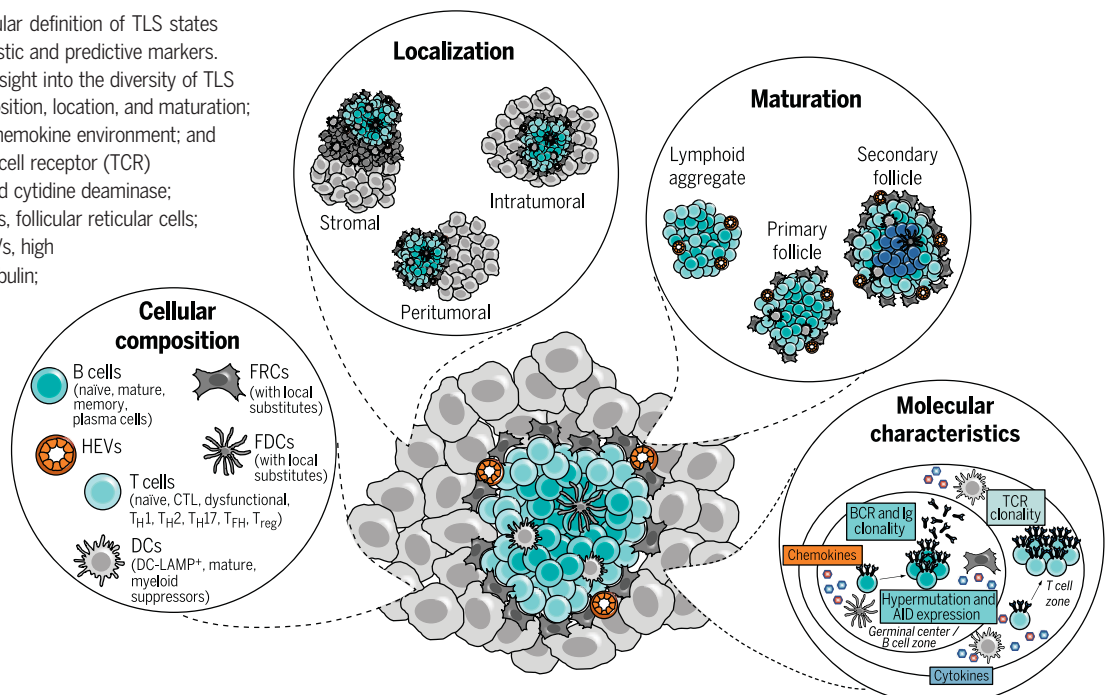 ular definition of TLS states
stic and predictive markers.
sight into the diversity of TLS
osition, location, and maturation;
hemokine environment; and
cell receptor (TCR)
d cytidine deaminase;
s, follicular reticular cells;
Vs, high
pulin;
Localization
Stromal
Intratumoral
Peritumoral
Maturation
Lymphoid
aggregate
Primary
follicle
Secondary
follicle
Cellular
composition
B cells
(naïve, mature,
memory,
plasma cells)
FRCs
(with local
substitutes)
HEVs
FDCs
(with local
substitutes)
T cells
(naïve, CTL, dysfunctional,
TH1, TH2, TH17, TFH, Treg)
DCs
(DC-LAMP+, mature,
myeloid
suppressors)
Molecular
characteristics
TCR
clonality
BCR and Ig
clonality
Chemokines
T cell
zone
Hypermutation and
AID expression
Germinal center /
B cell zone
Cytokines